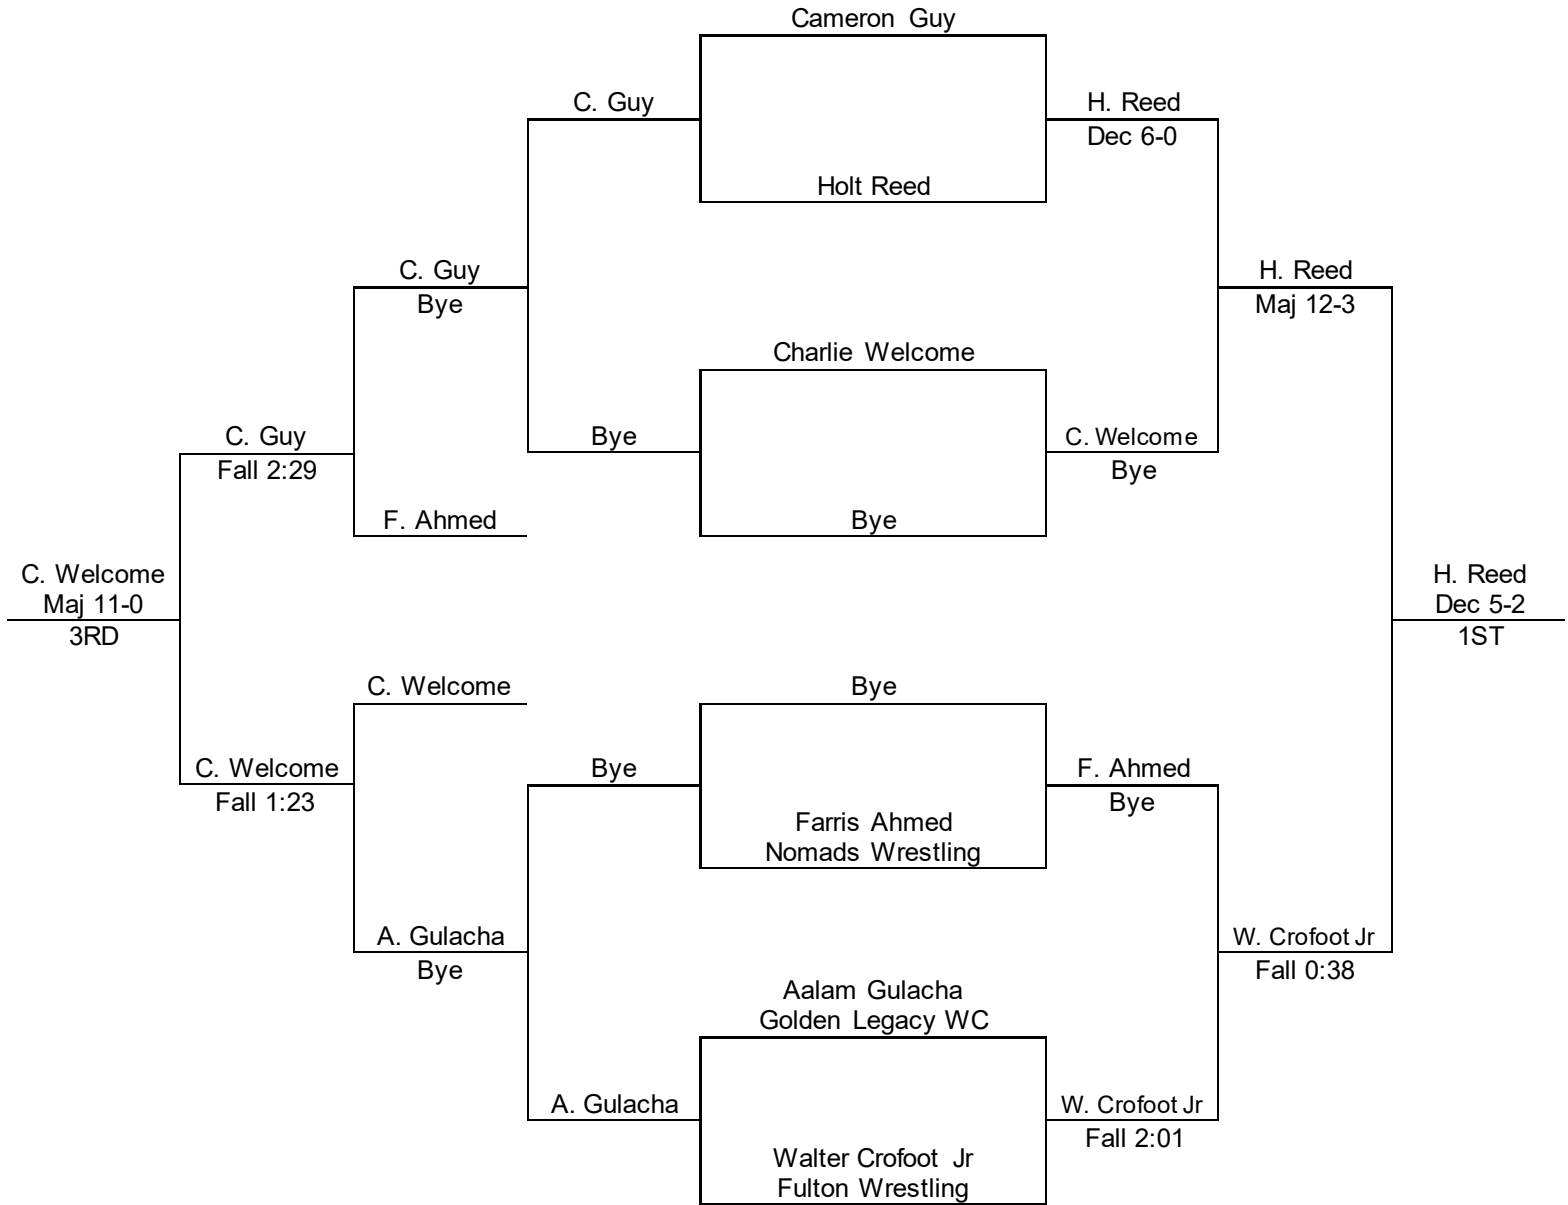 Cameron Guy
C. Guy
H. Reed
Dec 6-0
Holt Reed
C. Guy
Bye
H. Reed
Maj 12-3
Charlie Welcome
C. Guy
Fall 2:29
Bye
C. Welcome
Bye
F. Ahmed
Bye
C. Welcome
Maj 11-0
3RD
H. Reed
Dec 5-2
1ST
C. Welcome
Bye
C. Welcome
Fall 1:23
Bye
F. Ahmed
Bye
Farris Ahmed
Nomads Wrestling
A. Gulacha
Bye
W. Crofoot Jr
Fall 0:38
Aalam Gulacha
Golden Legacy WC
A. Gulacha
W. Crofoot Jr
Fall 2:01
Walter Crofoot Jr
Fulton Wrestling